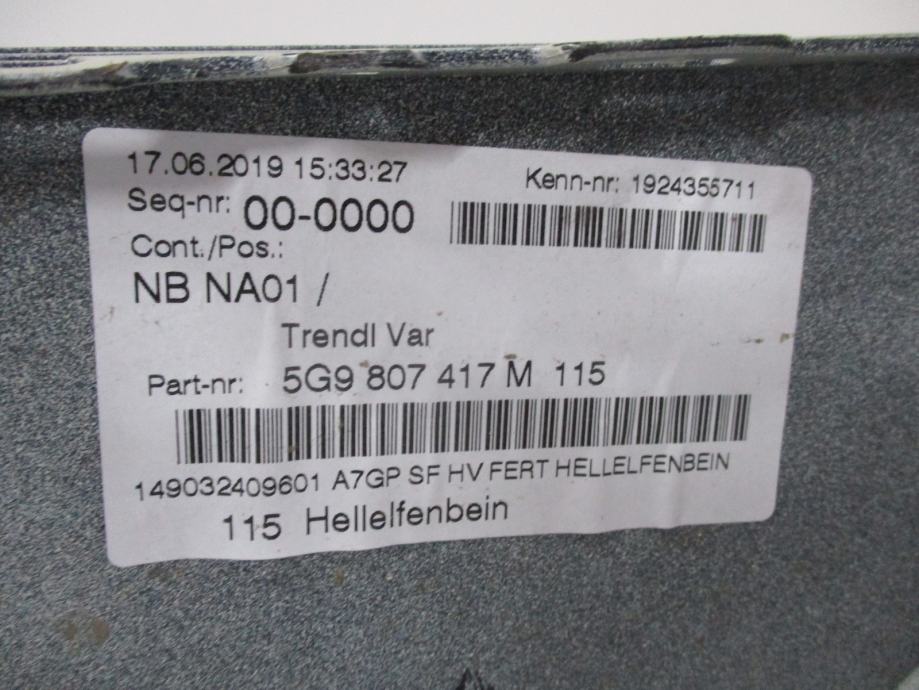 17.06.2019 15:33:27
Kenn-nr: 1924355711
Seq-nr: 00-0000
Cont./Pos.:
NB NA01 /
Trendl Var
Part-nr: 5G9 807 417 M 115
149032409601 A7GP SF HV FERT HELLELFENBEIN
115 Hellelfenbein